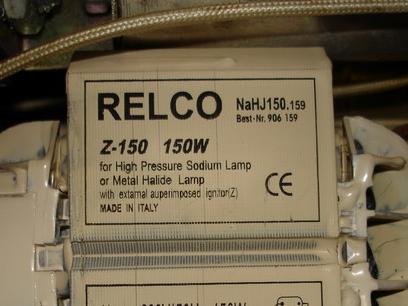 RELCO NaHJ150.159
Best-Nr. 906 159
Z-150 150W
for High Pressure Sodium Lamp
or Metal Halide Lamp
with external superimposed ignitor(Z)
MADE IN ITALY
CE